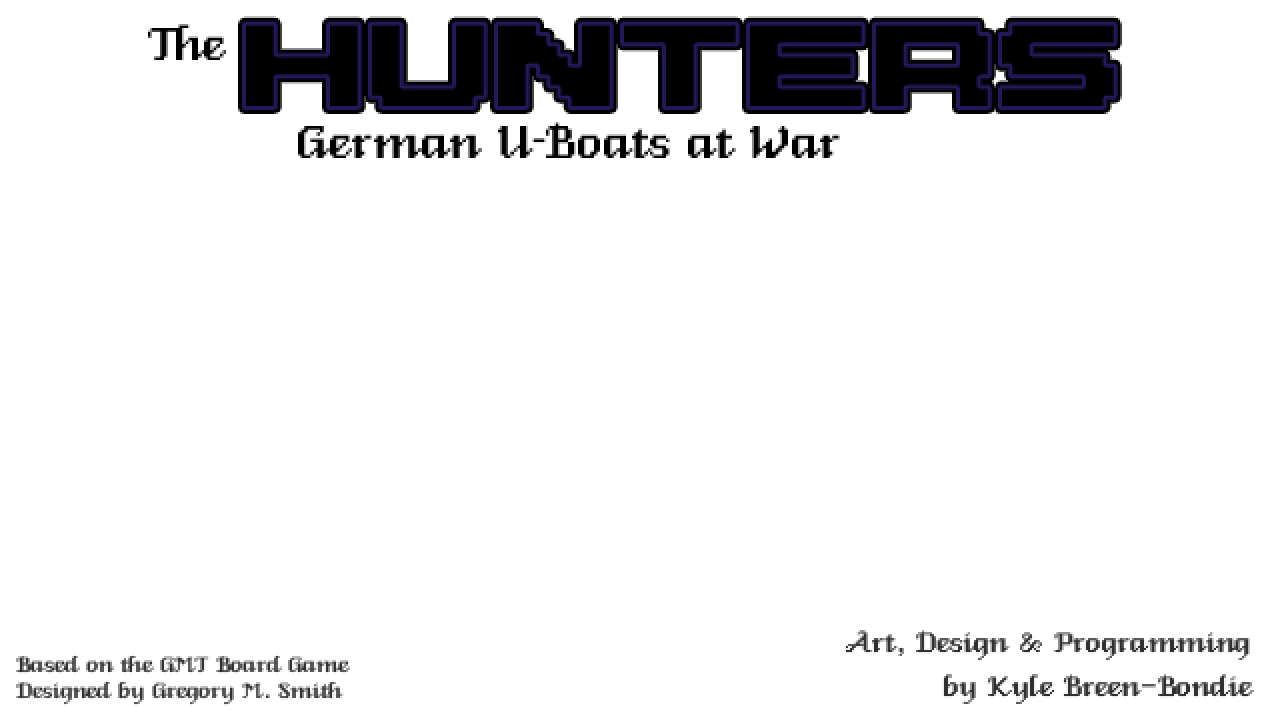 The HUNTERS
German U-Boats at War
Based on the GMT Board Game
Designed by Gregory M. Smith
Art, Design & Programming
by Kyle Breen-Bondie